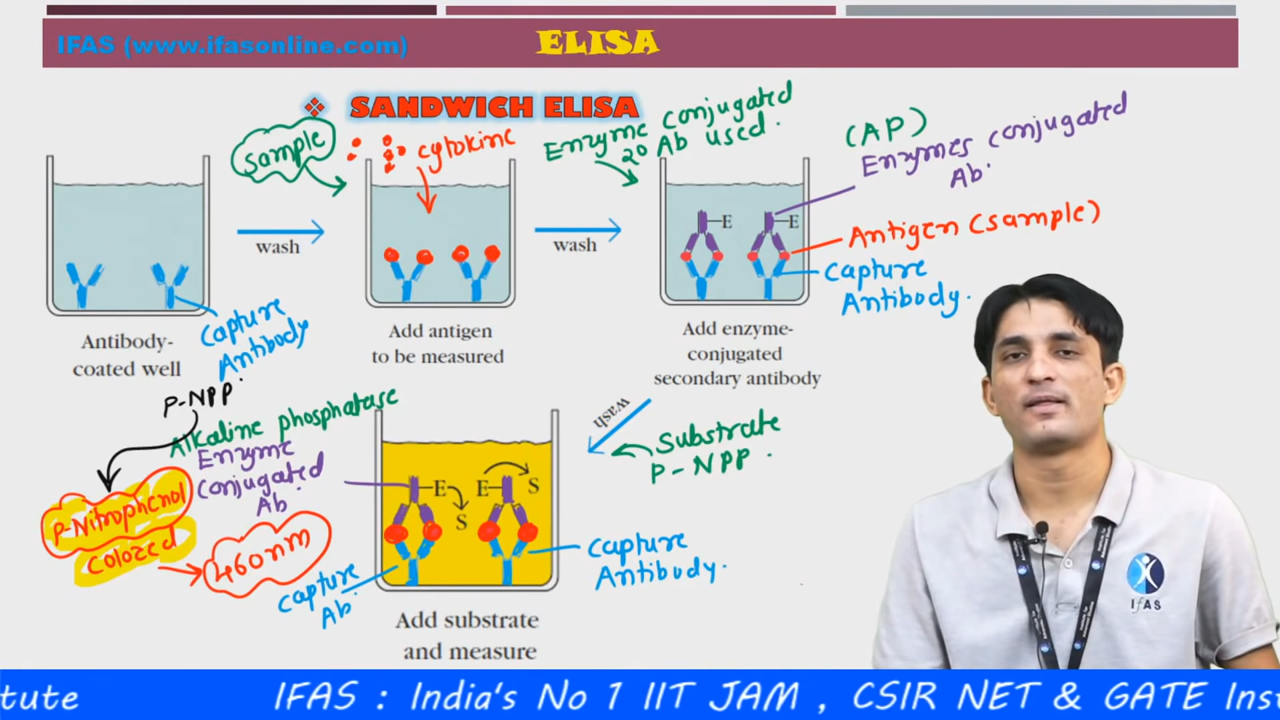 IFAS (www.ifasonline.com)
ELISA
❖ SANDWICH ELISA
sample
cytokine
Enzyme conjugated
2° Ab used.
(AP)
Enzymes conjugated
Ab.
Antigen (sample)
Capture
Antibody.
wash
wash
E
E
Capture
Antibody
Antibody-
coated well
Add antigen
to be measured
Add enzyme-
conjugated
secondary antibody
wash
Substrate
P-NPP.
P-NPP.
Alkaline phosphatase
Enzyme
conjugated
Ab.
P-Nitrophenol
Colozed
460nm
E
S
E
S
Capture
Ab.
Capture
Antibody.
Add substrate
and measure
IfAS
tute IFAS : India's No 1 IIT JAM , CSIR NET & GATE Inst